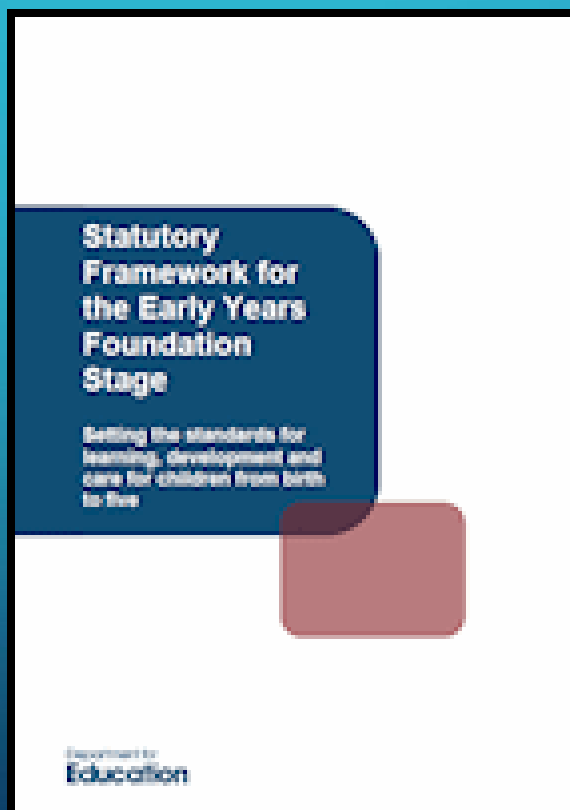 Statutory
Framework for
the Early Years
Foundation
Stage
Setting the standards for
learning, development and
care for children from birth
to five
Department for
Education